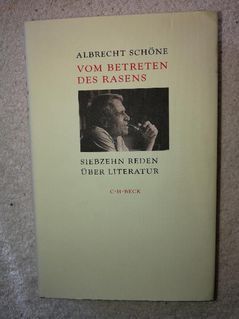 ALBRECHT SCHÖNE
VOM BETRETEN
DES RASENS
SIEBZEHN REDEN
ÜBER LITERATUR
C·H·BECK